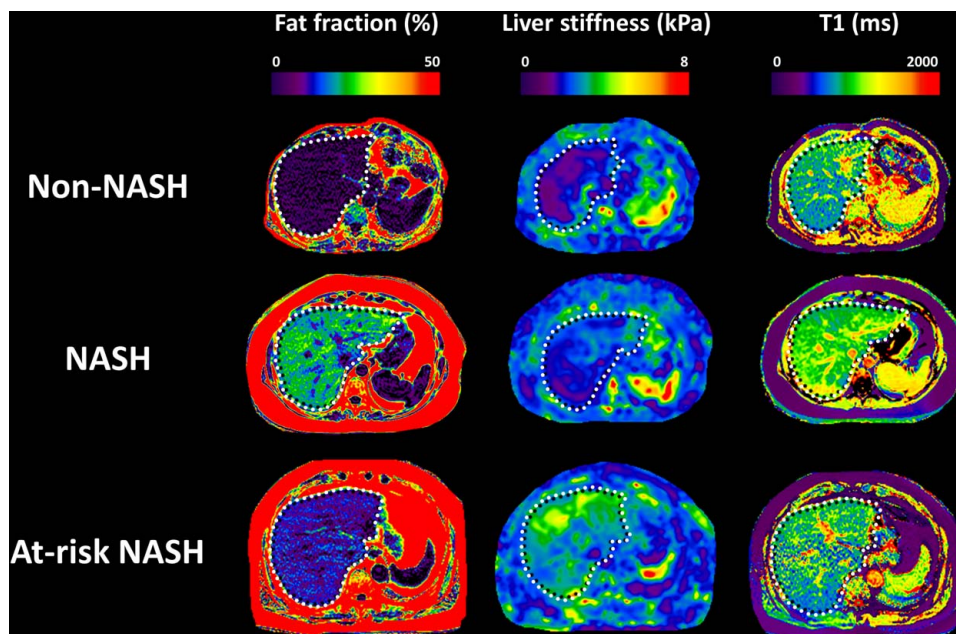 Fat fraction (%) Liver stiffness (kPa) T1 (ms)
0 50 0 8 0 2000
Non-NASH
NASH
At-risk NASH